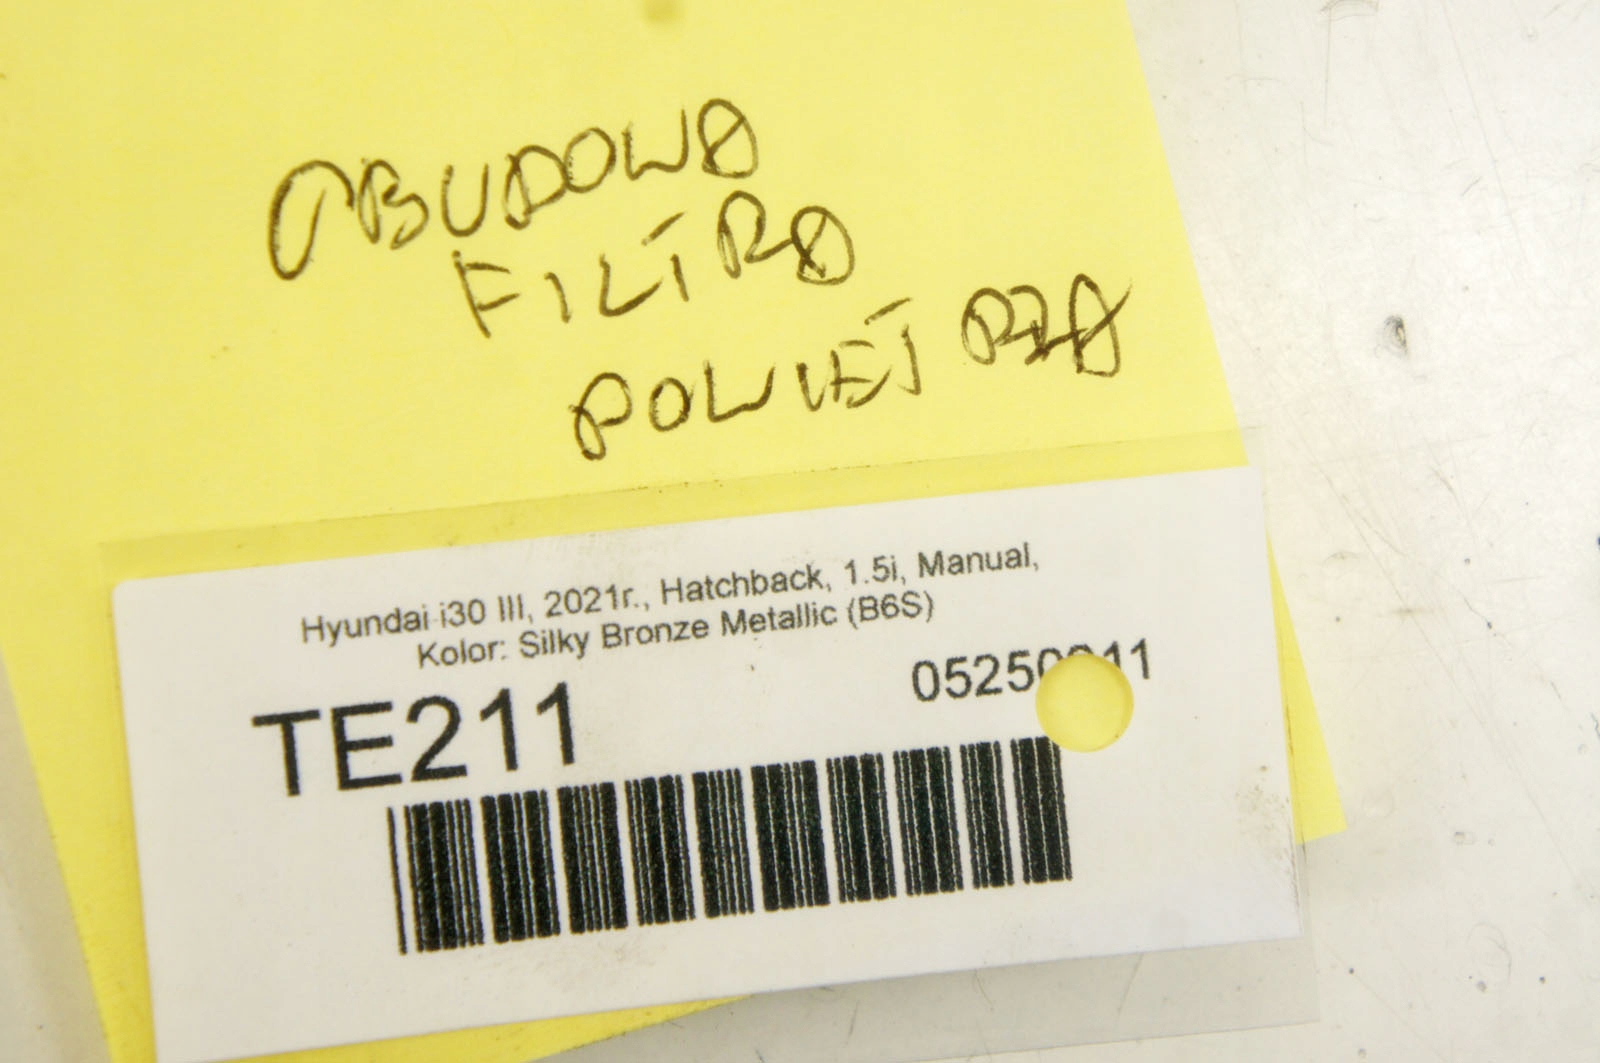 OBUDOWA
FILTRA
POWIETRZA
Hyundai i30 III, 2021r., Hatchback, 1.5i, Manual,
Kolor: Silky Bronze Metallic (B6S)
TE211